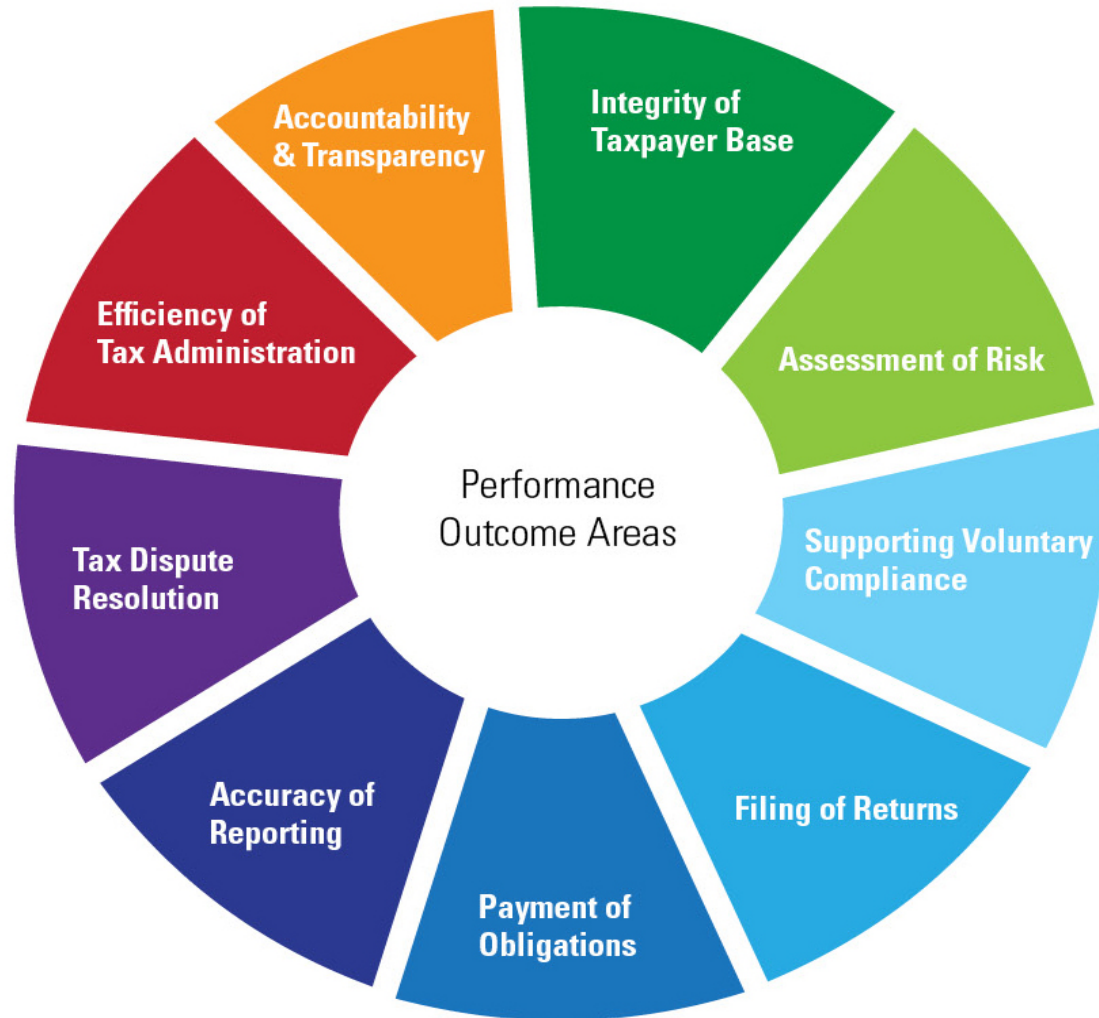 Accountability
& Transparency
Integrity of
Taxpayer Base
Assessment of Risk
Supporting Voluntary
Compliance
Filing of Returns
Payment of
Obligations
Accuracy of
Reporting
Tax Dispute
Resolution
Efficiency of
Tax Administration
Performance
Outcome Areas